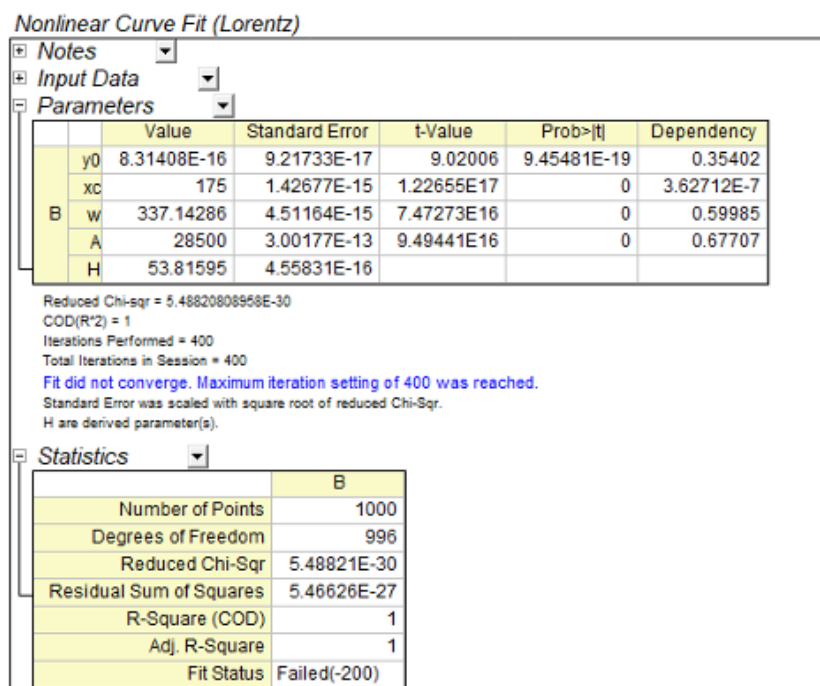 Nonlinear Curve Fit (Lorentz)
Notes
Input Data
Parameters
Value Standard Error t-Value Prob>|t| Dependency
B
y0 8.31408E-16 9.21733E-17 9.02006 9.45481E-19 0.35402
xc 175 1.42677E-15 1.22655E17 0 3.62712E-7
w 337.14286 4.51164E-15 7.47273E16 0 0.59985
A 28500 3.00177E-13 9.49441E16 0 0.67707
H 53.81595 4.55831E-16
Reduced Chi-sqr = 5.48820808958E-30
COD(R^2) = 1
Iterations Performed = 400
Total Iterations in Session = 400
Fit did not converge. Maximum iteration setting of 400 was reached.
Standard Error was scaled with square root of reduced Chi-Sqr.
H are derived parameter(s).
Statistics
B
Number of Points 1000
Degrees of Freedom 996
Reduced Chi-Sqr 5.48821E-30
Residual Sum of Squares 5.46626E-27
R-Square (COD) 1
Adj. R-Square 1
Fit Status Failed(-200)